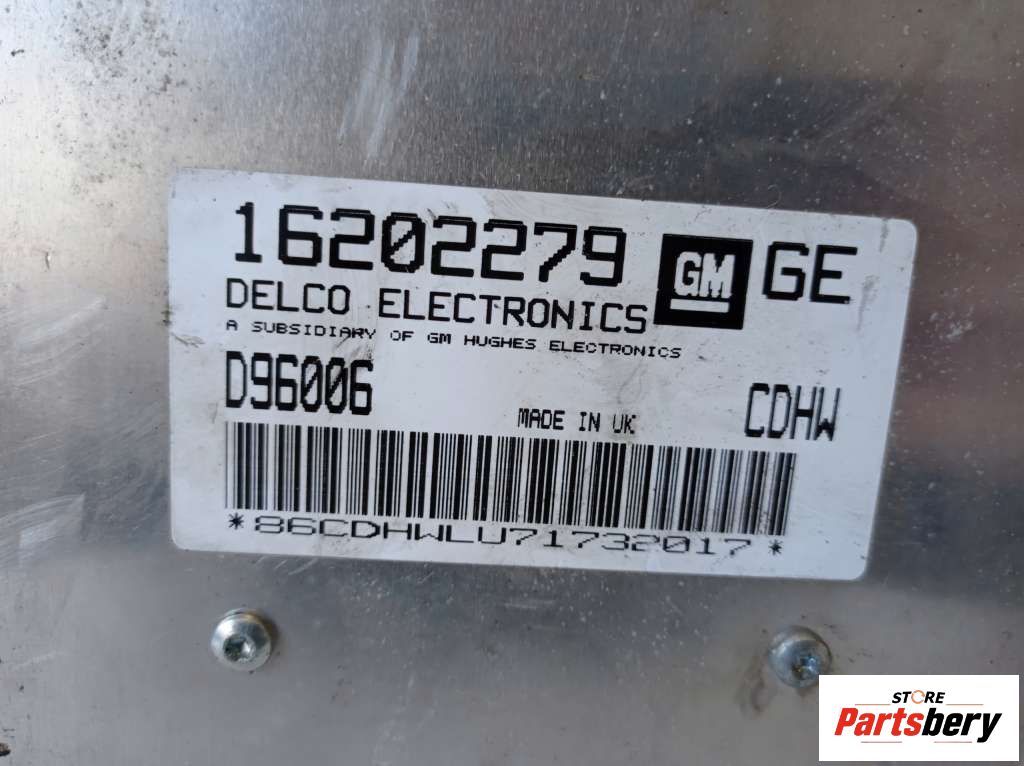 16202279 GM GE
DELCO ELECTRONICS
A SUBSIDIARY OF GM HUGHES ELECTRONICS
D96006 MADE IN UK CDHW
*86CDHWLU71732017*
STORE
Partsbery